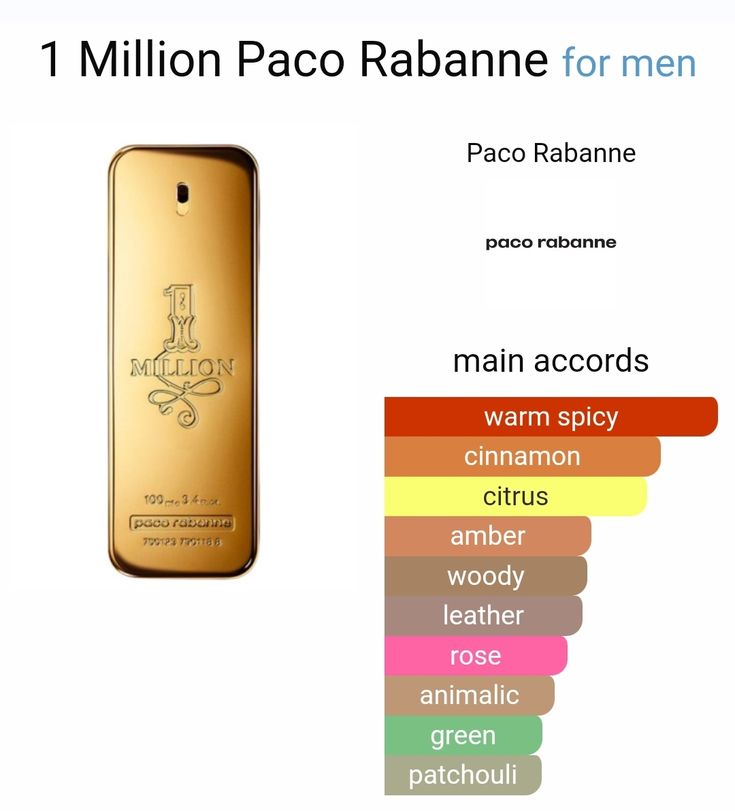 1 Million Paco Rabanne for men
Paco Rabanne
paco rabanne
1
MILLION
paco rabanne
main accords
warm spicy
cinnamon
citrus
amber
woody
leather
rose
animalic
green
patchouli